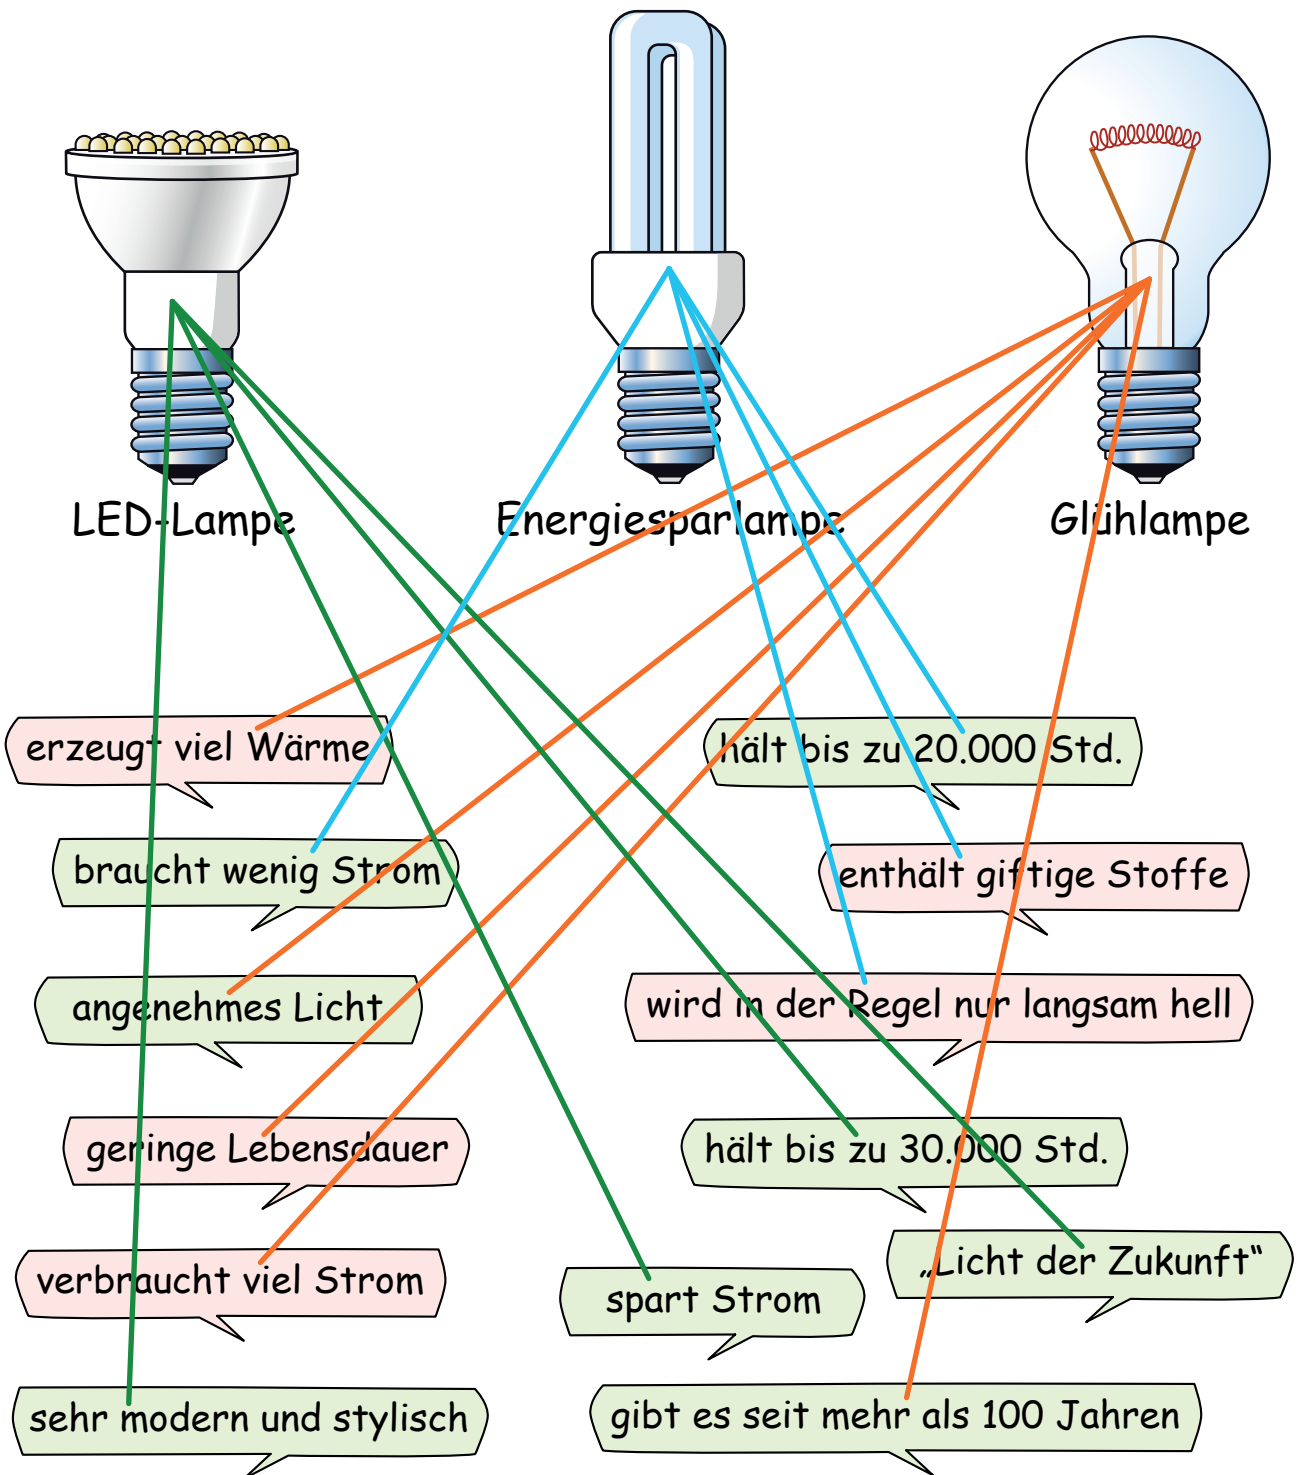 LED-Lampe
Energiesparlampe
Glühlampe
erzeugt viel Wärme
hält bis zu 20.000 Std.
braucht wenig Strom
enthält giftige Stoffe
angenehmes Licht
wird in der Regel nur langsam hell
geringe Lebensdauer
hält bis zu 30.000 Std.
„Licht der Zukunft“
verbraucht viel Strom
spart Strom
sehr modern und stylisch
gibt es seit mehr als 100 Jahren